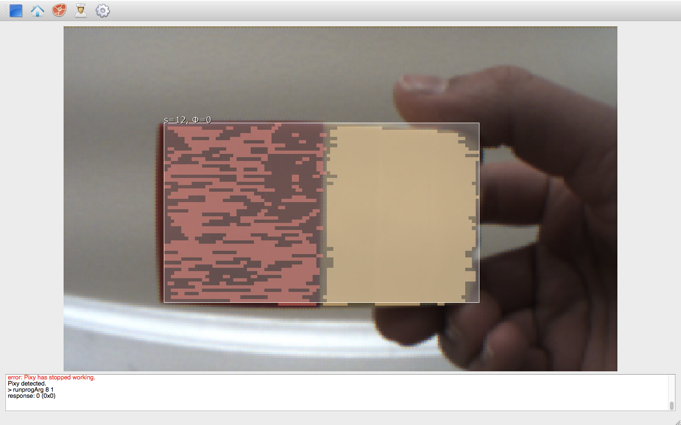 s=12, Φ=0
error: Pixy has stopped working.
Pixy detected.
> runprogArg 8 1
response: 0 (0x0)